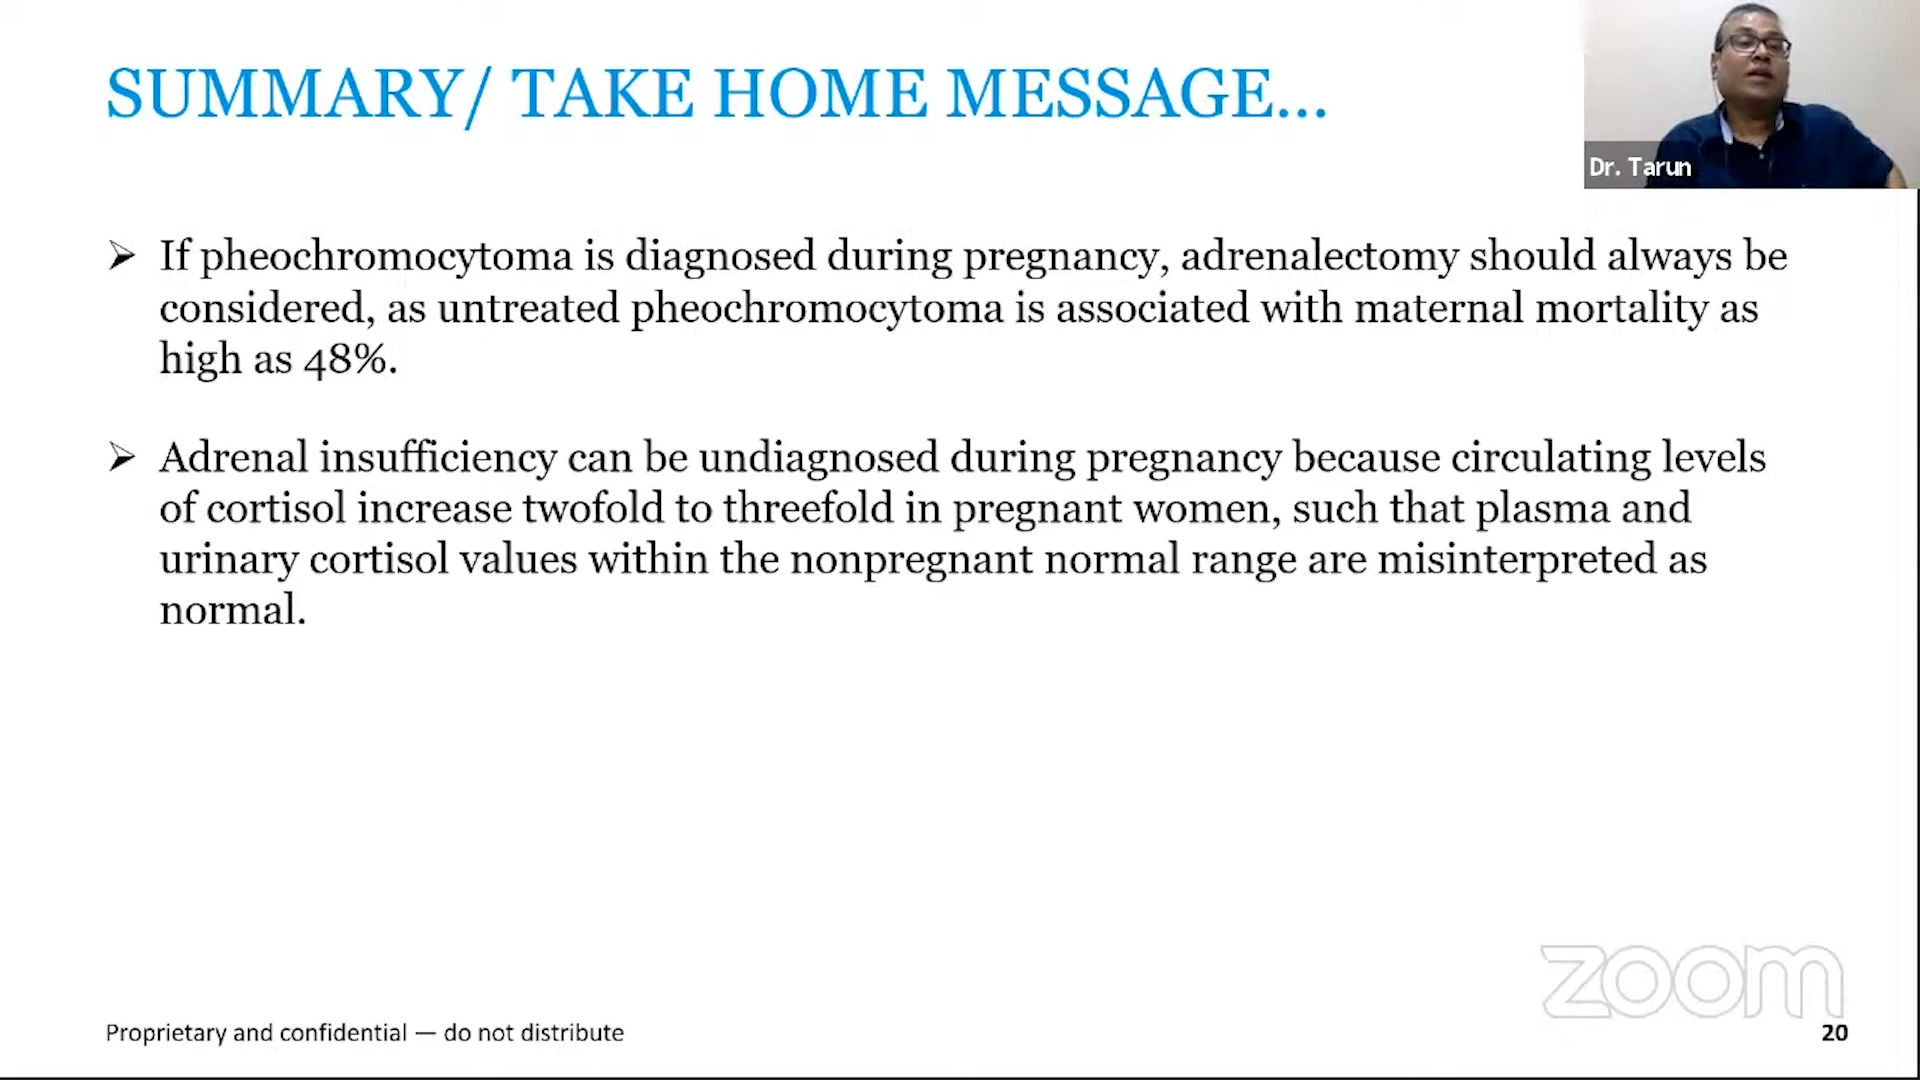 SUMMARY/ TAKE HOME MESSAGE...
Dr. Tarun
➢ If pheochromocytoma is diagnosed during pregnancy, adrenalectomy should always be
considered, as untreated pheochromocytoma is associated with maternal mortality as
high as 48%.
➢ Adrenal insufficiency can be undiagnosed during pregnancy because circulating levels
of cortisol increase twofold to threefold in pregnant women, such that plasma and
urinary cortisol values within the nonpregnant normal range are misinterpreted as
normal.
zoom
Proprietary and confidential — do not distribute
20